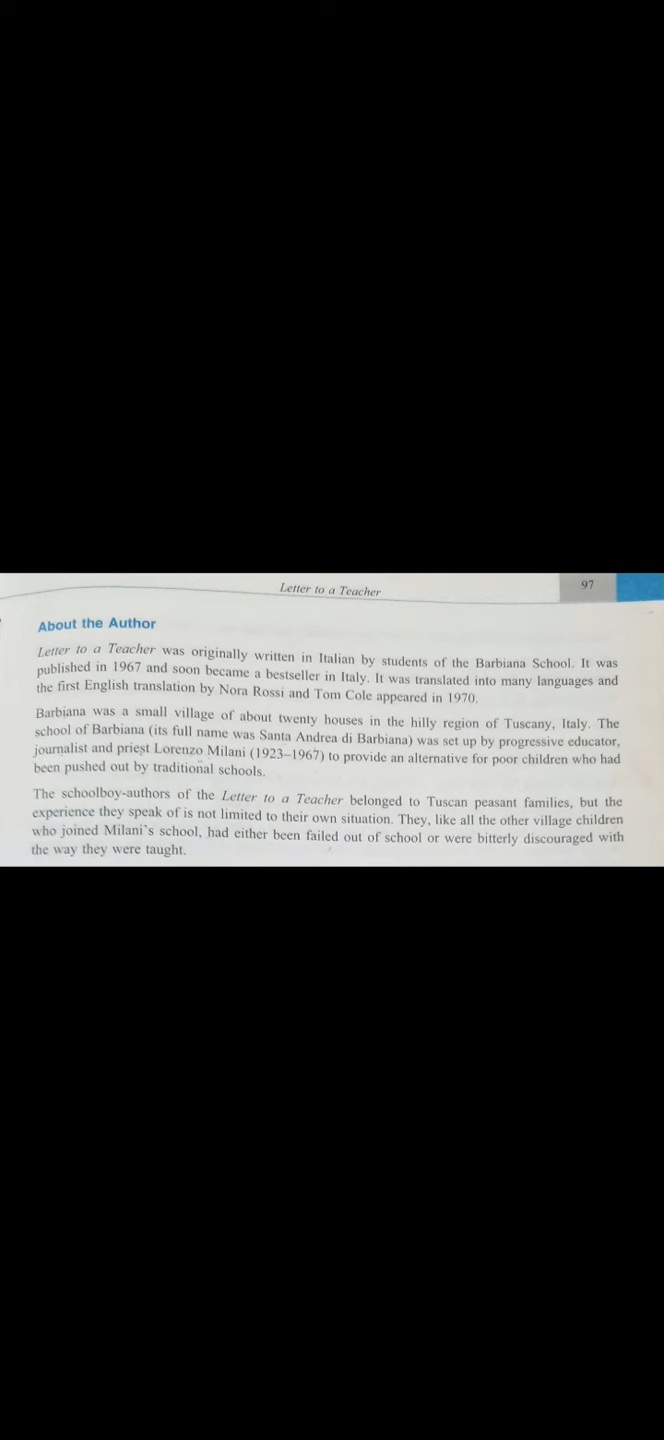 Letter to a Teacher
97
About the Author
Letter to a Teacher was originally written in Italian by students of the Barbiana School. It was
published in 1967 and soon became a bestseller in Italy. It was translated into many languages and
the first English translation by Nora Rossi and Tom Cole appeared in 1970.
Barbiana was a small village of about twenty houses in the hilly region of Tuscany, Italy. The
school of Barbiana (its full name was Santa Andrea di Barbiana) was set up by progressive educator,
journalist and priest Lorenzo Milani (1923–1967) to provide an alternative for poor children who had
been pushed out by traditional schools.
The schoolboy-authors of the Letter to a Teacher belonged to Tuscan peasant families, but the
experience they speak of is not limited to their own situation. They, like all the other village children
who joined Milani's school, had either been failed out of school or were bitterly discouraged with
the way they were taught.